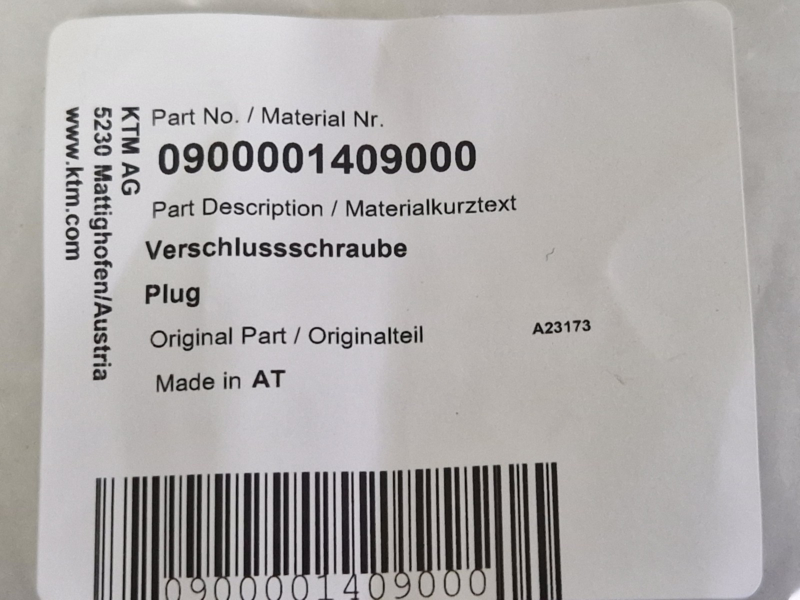 KTM AG
5230 Mattighofen/Austria
www.ktm.com
Part No. / Material Nr.
0900001409000
Part Description / Materialkurztext
Verschlussschraube
Plug
Original Part / Originalteil
A23173
Made in AT
0900001409000